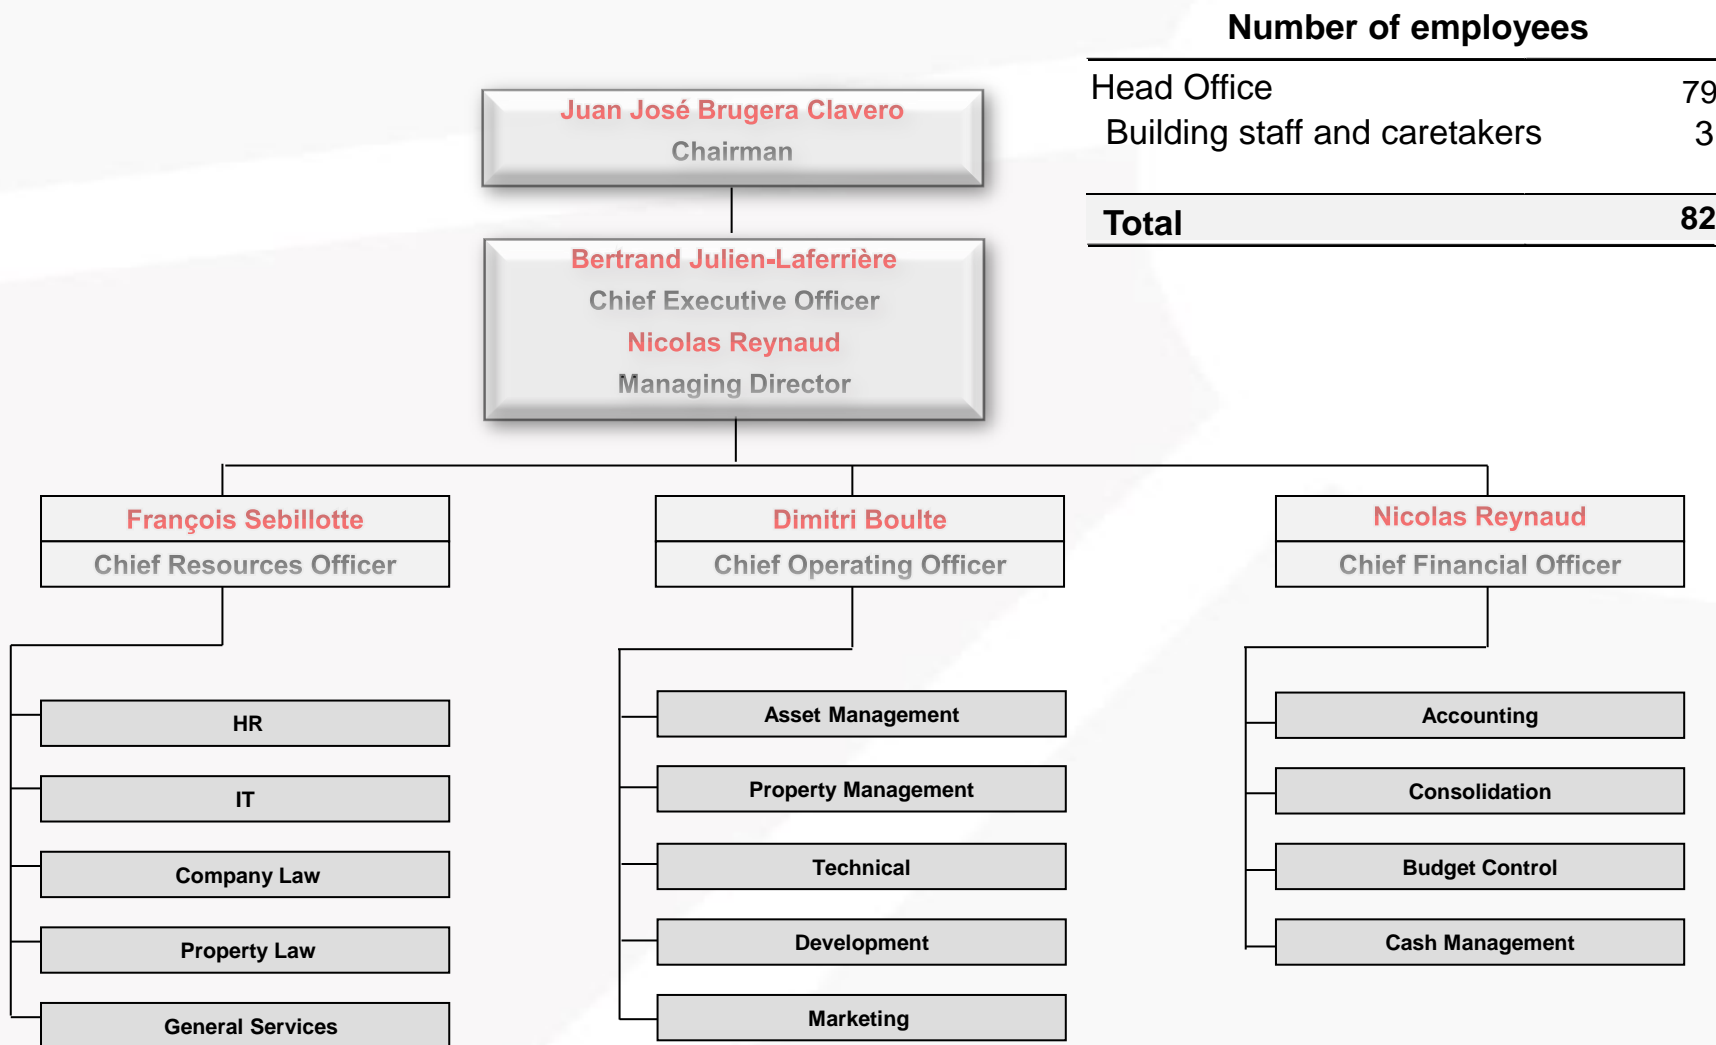 Number of employees
Head Office 79
Building staff and caretakers 3
Total 82
Juan José Brugera Clavero
Chairman
Bertrand Julien-Laferrière
Chief Executive Officer
Nicolas Reynaud
Managing Director
François Sebillotte
Chief Resources Officer
HR
IT
Company Law
Property Law
General Services
Dimitri Boulte
Chief Operating Officer
Asset Management
Property Management
Technical
Development
Marketing
Nicolas Reynaud
Chief Financial Officer
Accounting
Consolidation
Budget Control
Cash Management